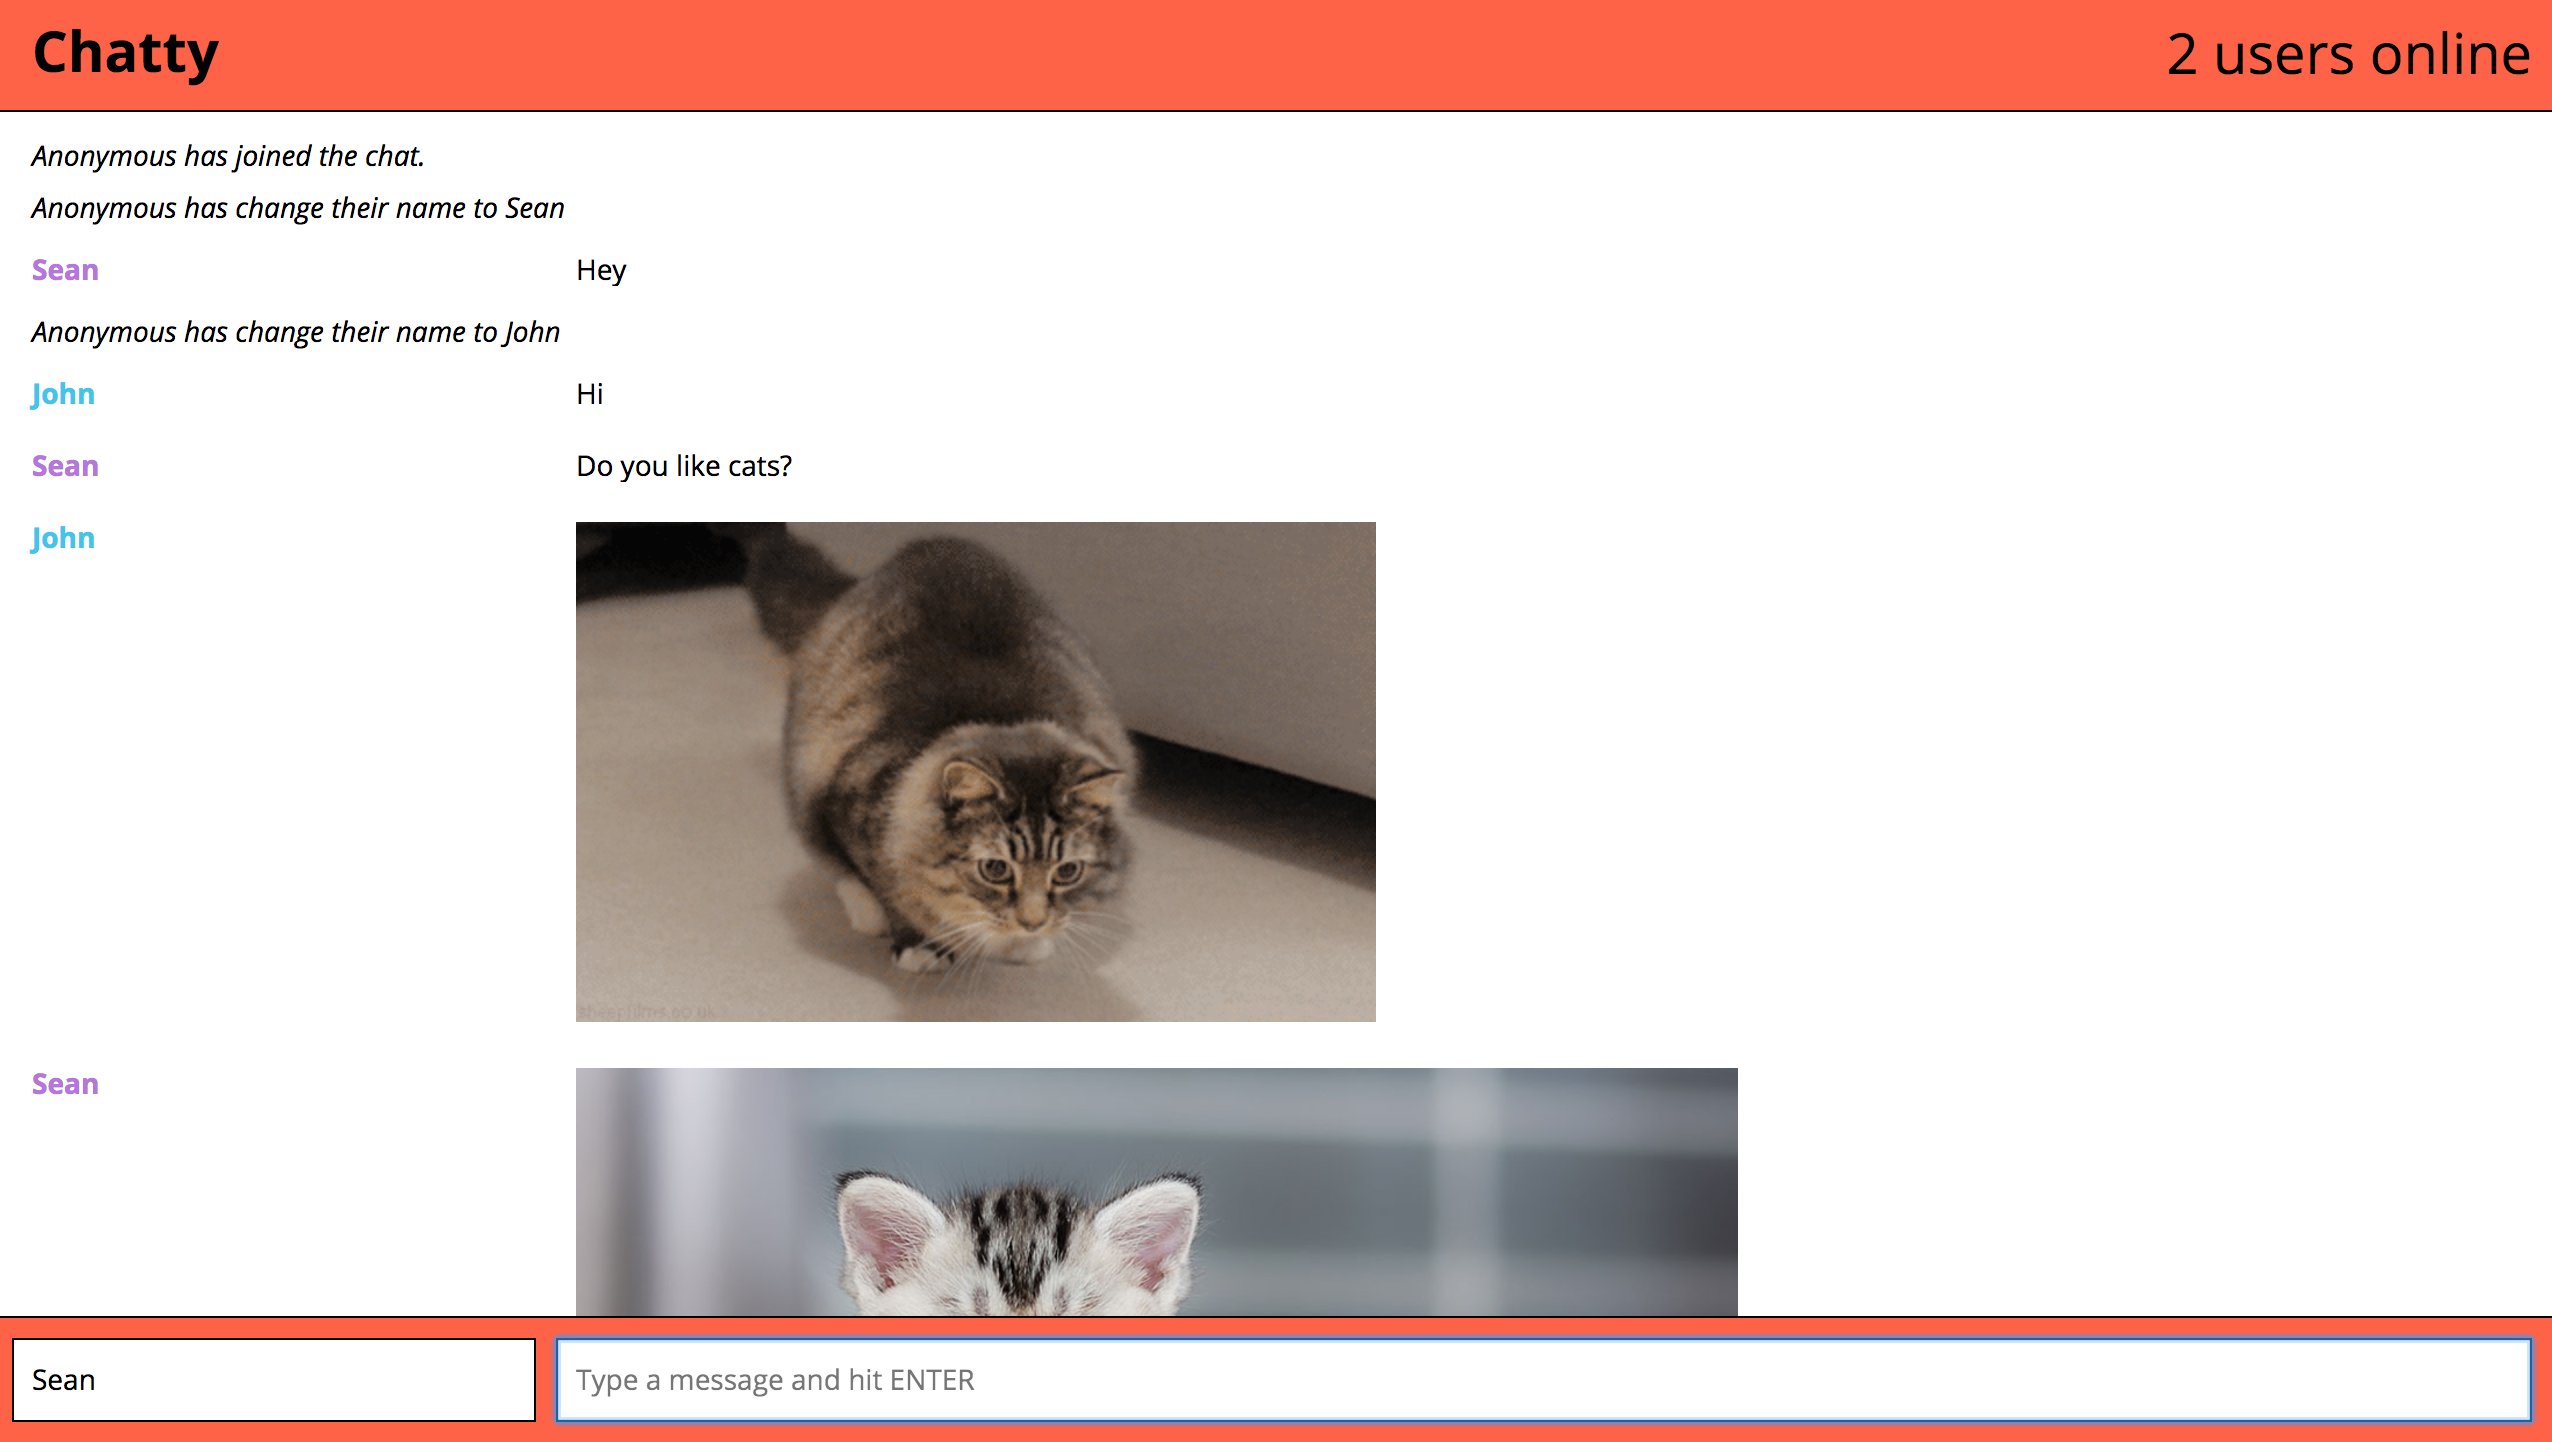 Chatty
2 users online
Anonymous has joined the chat.
Anonymous has change their name to Sean
Sean Hey
Anonymous has change their name to John
John Hi
Sean Do you like cats?
John
sheepfilms.co.uk
Sean
Sean
Type a message and hit ENTER